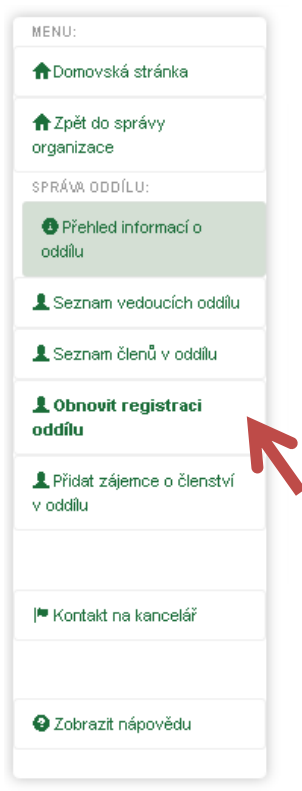 MENU:
Domovská stránka
Zpět do správy
organizace
SPRÁVA ODDÍLU:
Přehled informací o
oddílu
Seznam vedoucích oddílu
Seznam členů v oddílu
Obnovit registraci
oddílu
Přidat zájemce o členství
v oddílu
Kontakt na kancelář
Zobrazit nápovědu